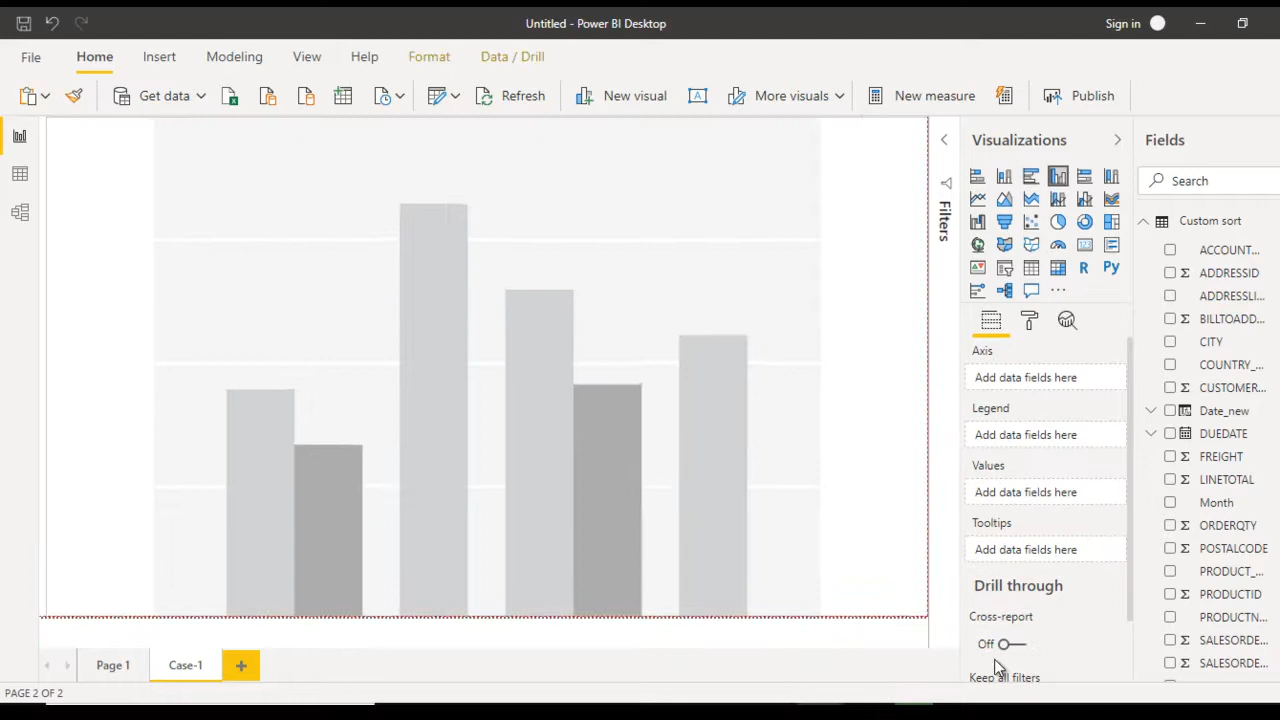 Untitled - Power BI Desktop
Sign in
File Home Insert Modeling View Help Format Data / Drill
Get data Refresh New visual A More visuals New measure Publish
Visualizations
Fields
Search
Filters
R Py
Custom sort
ACCOUNT...
ADDRESSID
ADDRESSLI...
BILLTOADD...
CITY
COUNTRY_...
CUSTOMER...
Date_new
DUEDATE
FREIGHT
LINETOTAL
Month
ORDERQTY
POSTALCODE
PRODUCT_...
PRODUCTID
PRODUCTN...
SALESORDE...
SALESORDE...
Axis
Add data fields here
Legend
Add data fields here
Values
Add data fields here
Tooltips
Add data fields here
Drill through
Cross-report
Off
Keep all filters
Page 1 Case-1
PAGE 2 OF 2